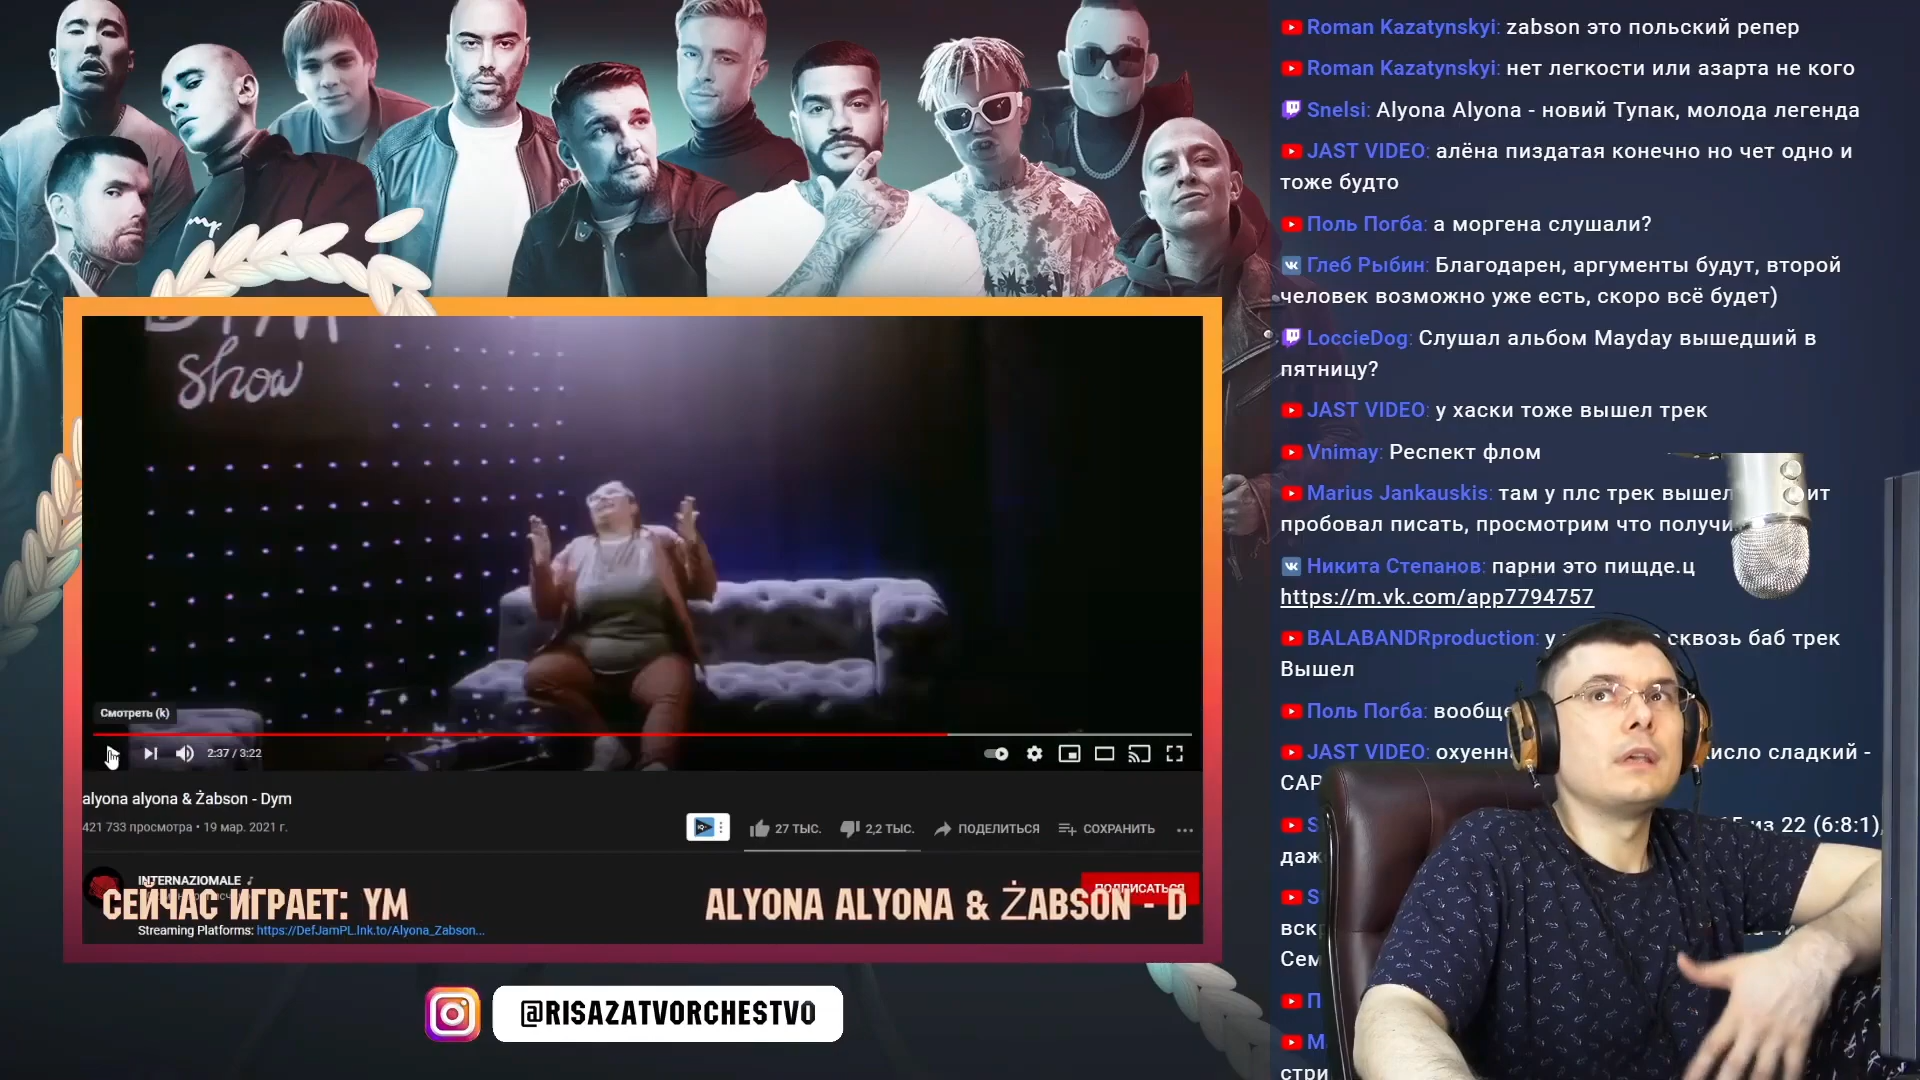 Show
Смотреть (k)
2:37 / 3:22
alyona alyona & Żabson - Dym
421 733 просмотра • 19 мар. 2021 г.
27 ТЫС.
2,2 ТЫС.
ПОДЕЛИТЬСЯ
СОХРАНИТЬ
INTERNAZIOMALE
ПОДПИСАТЬСЯ
СЕЙЧАС ИГРАЕТ: YM
ALYONA ALYONA & ŻABSON - D
Streaming Platforms: https://DefJamPL.lnk.to/Alyona_Zabson...
@RISAZATVORCHESTVO
Roman Kazatynskyi: zabson это польский репер
Roman Kazatynskyi: нет легкости или азарта не кого
Snelsi: Alyona Alyona - новий Тупак, молода легенда
JAST VIDEO: алёна пиздатая конечно но чет одно и
тоже будто
Поль Погба: а моргена слушали?
Глеб Рыбин: Благодарен, аргументы будут, второй
человек возможно уже есть, скоро всё будет)
LoccieDog: Слушал альбом Mayday вышедший в
пятницу?
JAST VIDEO: у хаски тоже вышел трек
Vnimay: Респект флом
Marius Jankauskis: там у плс трек вышел
пробовал писать, просмотрим что
Никита Степанов: парни это пищде.ц
https://m.vk.com/app7794757
BALABANDRproduction: у сквозь баб трек
Вышел
Поль Погба:
JAST VIDEO: сладкий -
из 22 (6:8:1),